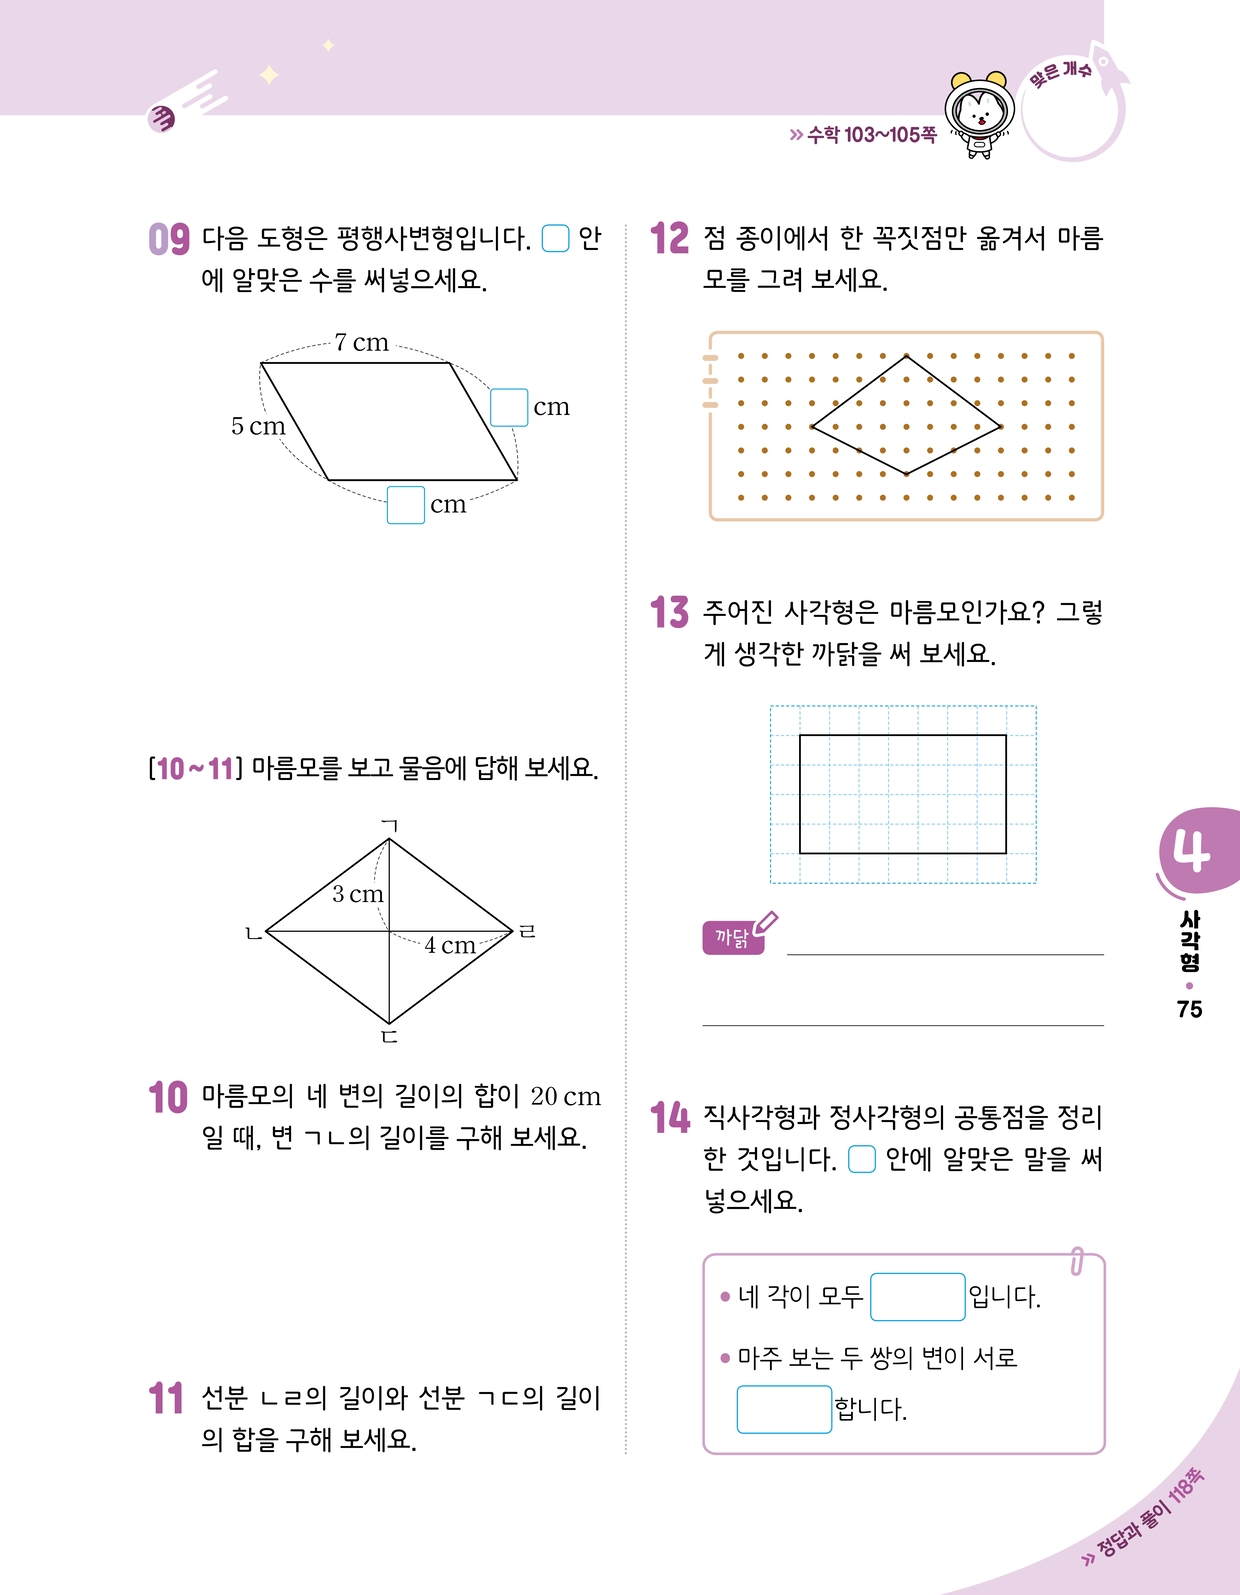 맞은 개수
» 수학 103~105쪽
09 다음 도형은 평행사변형입니다. □ 안
에 알맞은 수를 써넣으세요.
7 cm
5 cm
cm
cm
[10~11] 마름모를 보고 물음에 답해 보세요.
ㄱ
3 cm
ㄴ
ㄹ
4 cm
ㄷ
10 마름모의 네 변의 길이의 합이 20 cm
일 때, 변 ㄱㄴ의 길이를 구해 보세요.
11 선분 ㄴㄹ의 길이와 선분 ㄱㄷ의 길이
의 합을 구해 보세요.
12 점 종이에서 한 꼭짓점만 옮겨서 마름
모를 그려 보세요.
13 주어진 사각형은 마름모인가요? 그렇
게 생각한 까닭을 써 보세요.
까닭
14 직사각형과 정사각형의 공통점을 정리
한 것입니다. □ 안에 알맞은 말을 써
넣으세요.
• 네 각이 모두 □입니다.
• 마주 보는 두 쌍의 변이 서로
□합니다.
4
사각형 • 75
» 정답과 풀이 118쪽